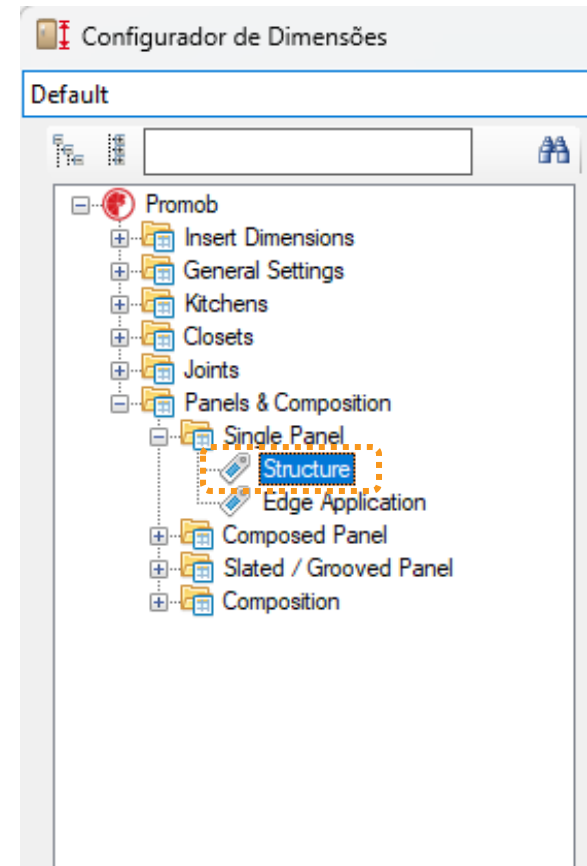 Configurador de Dimensões
Default
Promob
Insert Dimensions
General Settings
Kitchens
Closets
Joints
Panels & Composition
Single Panel
Structure
Edge Application
Composed Panel
Slated / Grooved Panel
Composition